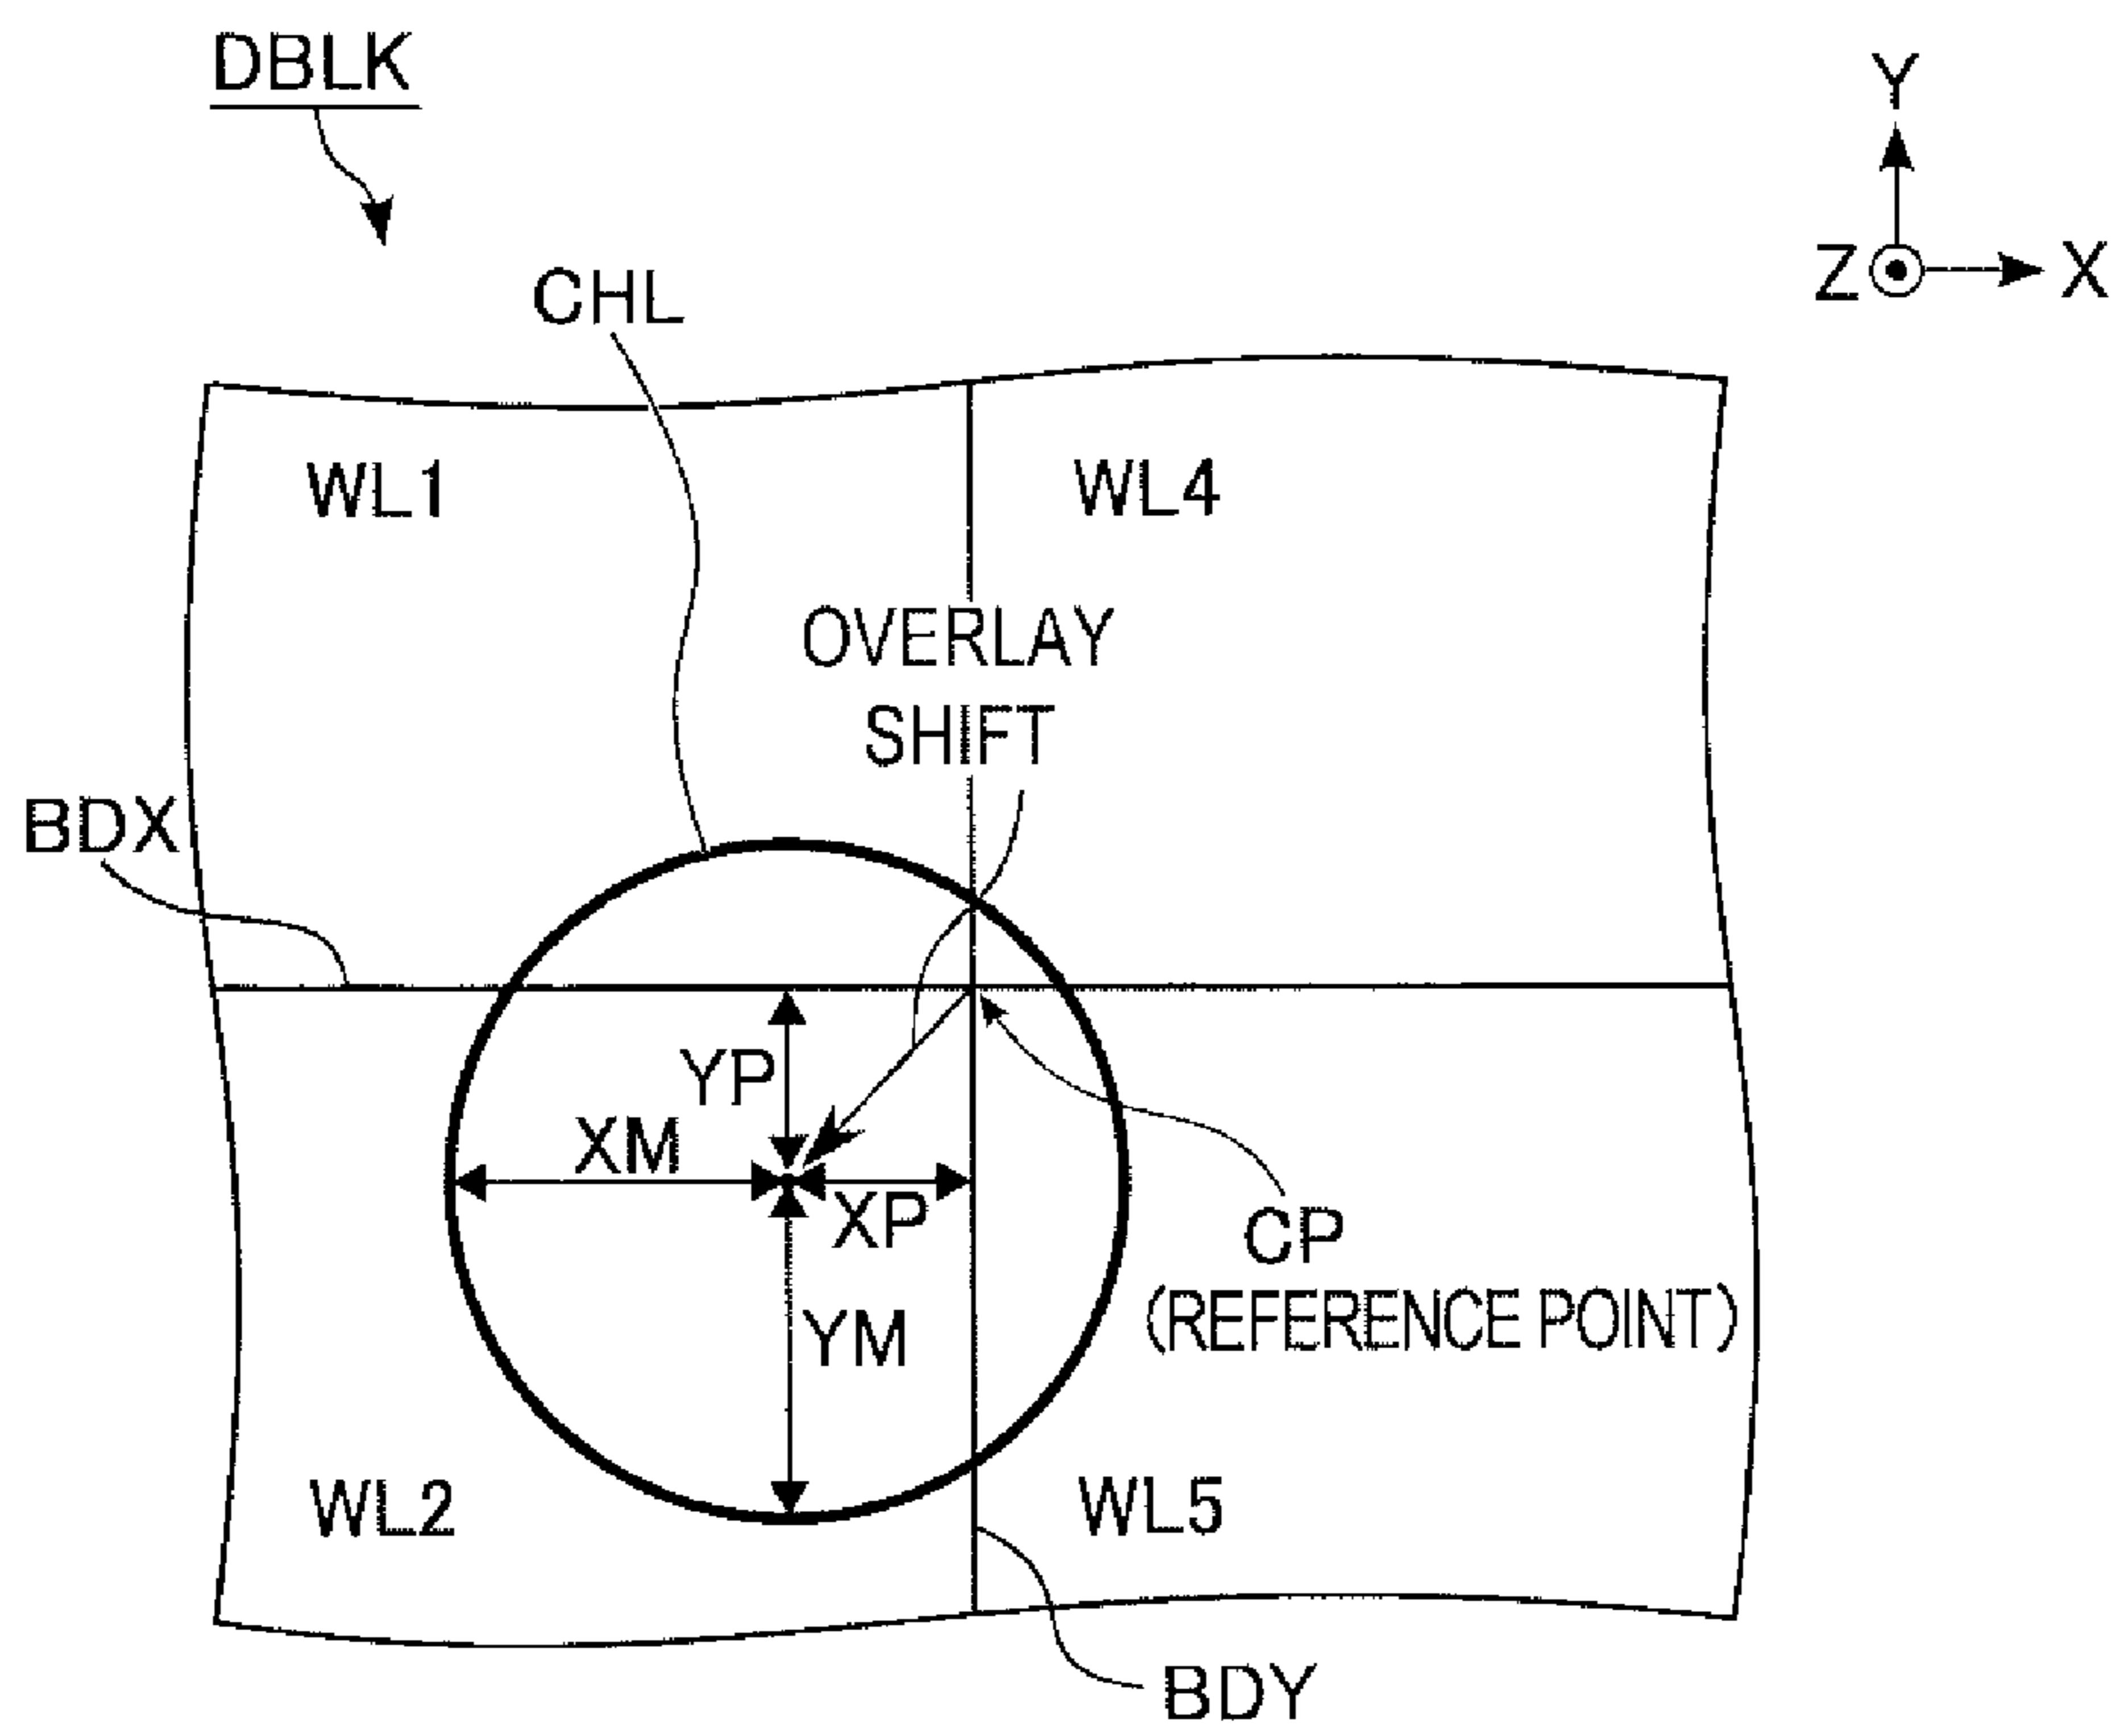 DBLK
Y
Z
X
CHL
WL1
WL4
OVERLAY
SHIFT
BDX
YP
XM
XP
CP
(REFERENCE POINT)
YM
WL2
WL5
BDY